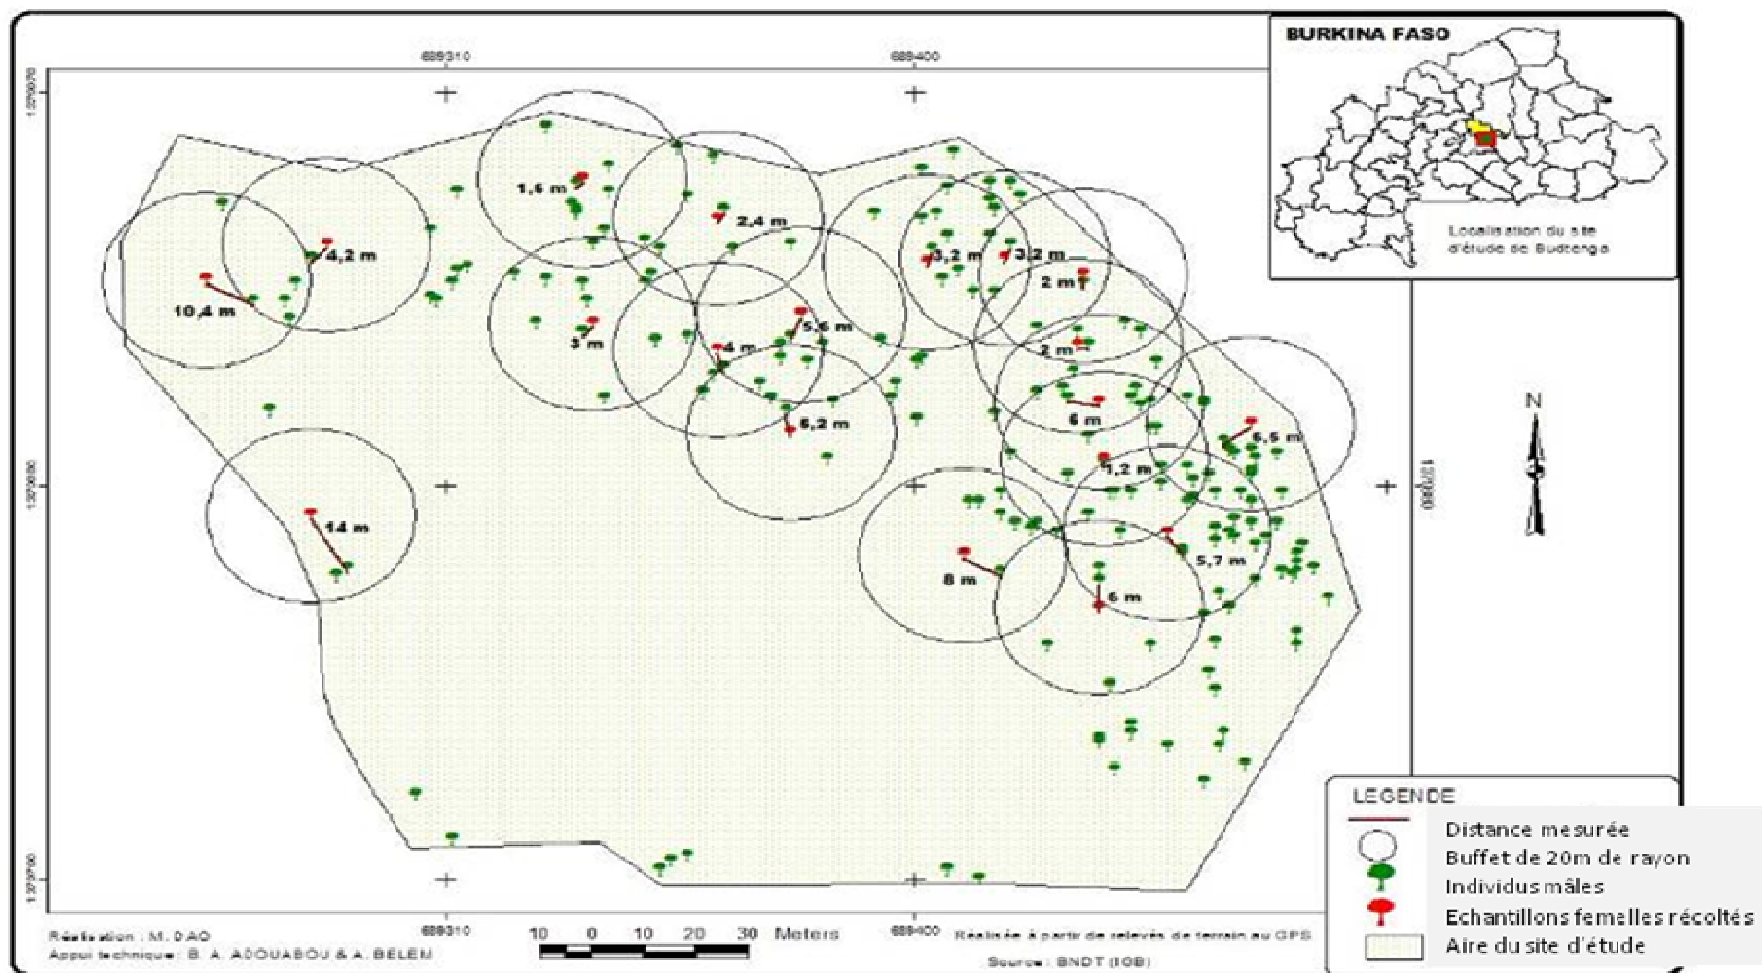 BURKINA FASO
Localisation du site
d'étude de Budtenga
689310
689400
1,6 m
2,4 m
4,2 m
3,2 m
3,2 m
2 m
10,4 m
5,6 m
3 m
4 m
2 m
6 m
5,2 m
6,5 m
1,2 m
N
14 m
5,7 m
8 m
6 m
LEGENDE
Distance mesurée
Buffet de 20m de rayon
Individus mâles
Echantillons femelles récoltés
Aire du site d'étude
689310
689400
Réalisation : M. DAO
Appui technique : B. A. ADOUABOU & A. BELEM
10 0 10 20 30 Meters
Réalisée à partir de relevés de terrain au GPS
Source : BNDT (IGB)